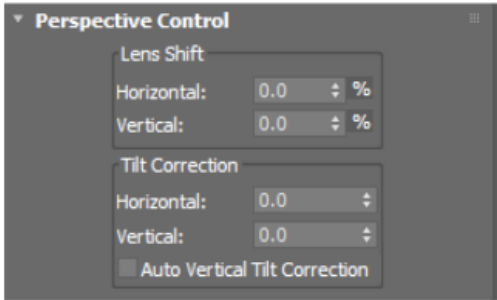 Perspective Control
Lens Shift
Horizontal: 0.0 %
Vertical: 0.0 %
Tilt Correction
Horizontal: 0.0
Vertical: 0.0
Auto Vertical Tilt Correction